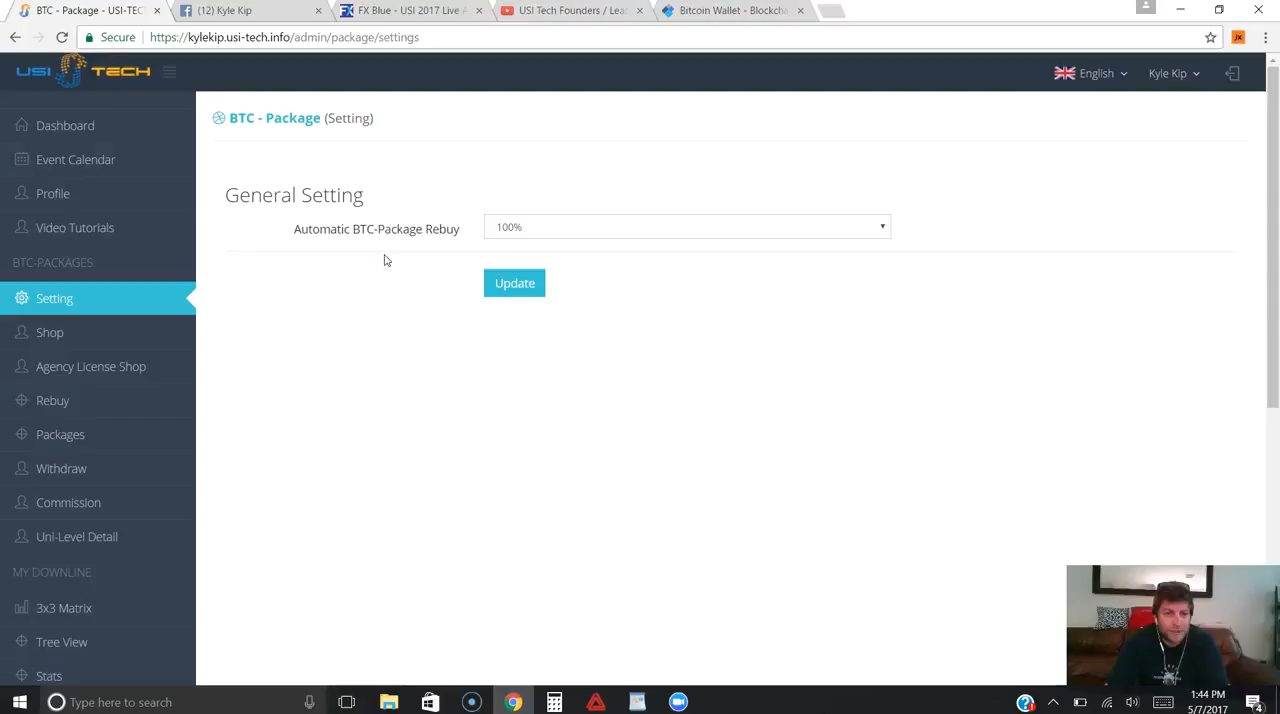 BTC - Package - USI-TEC
(12) Kyle Kip
FX Blue - USI 2017 Live A
USI Tech Founders / Lea
Bitcoin Wallet - Blockcha
Secure
https://kylekip.usi-tech.info/admin/package/settings
USI TECH
English
Kyle Kip
Dashboard
Event Calendar
Profile
Video Tutorials
BTC-PACKAGES
Setting
Shop
Agency License Shop
Rebuy
Packages
Withdraw
Commission
Uni-Level Detail
MY DOWNLINE
3x3 Matrix
Tree View
Stats
BTC - Package (Setting)
General Setting
Automatic BTC-Package Rebuy
100%
Update
Type here to search
1:44 PM
5/7/2017
4